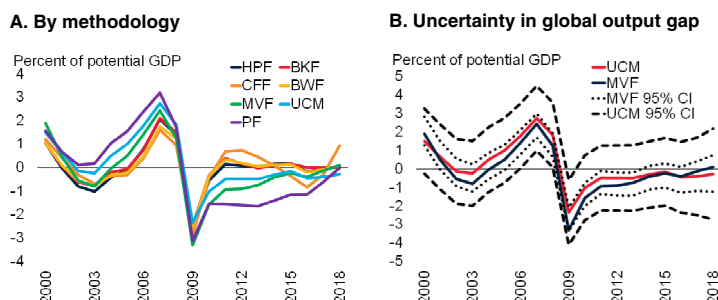 A. By methodology
Percent of potential GDP
4
3
2
1
0
-1
-2
-3
-4
HPF BKF
CFF BWF
MVF UCM
PF
2000
2003
2006
2009
2012
2015
2018
B. Uncertainty in global output gap
Percent of potential GDP
5
4
3
2
1
0
-1
-2
-3
-4
-5
UCM
MVF
MVF 95% CI
UCM 95% CI
2000
2003
2006
2009
2012
2015
2018